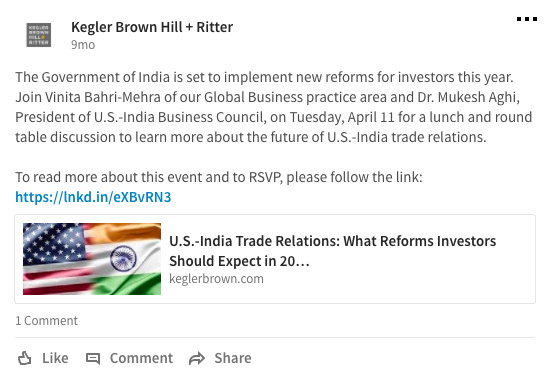 KEGLER
BROWN
HILL +
RITTER
Kegler Brown Hill + Ritter
9mo
The Government of India is set to implement new reforms for investors this year.
Join Vinita Bahri-Mehra of our Global Business practice area and Dr. Mukesh Aghi,
President of U.S.-India Business Council, on Tuesday, April 11 for a lunch and round
table discussion to learn more about the future of U.S.-India trade relations.
To read more about this event and to RSVP, please follow the link:
https://lnkd.in/eXBvRN3
U.S.-India Trade Relations: What Reforms Investors
Should Expect in 20…
keglerbrown.com
1 Comment
Like Comment Share